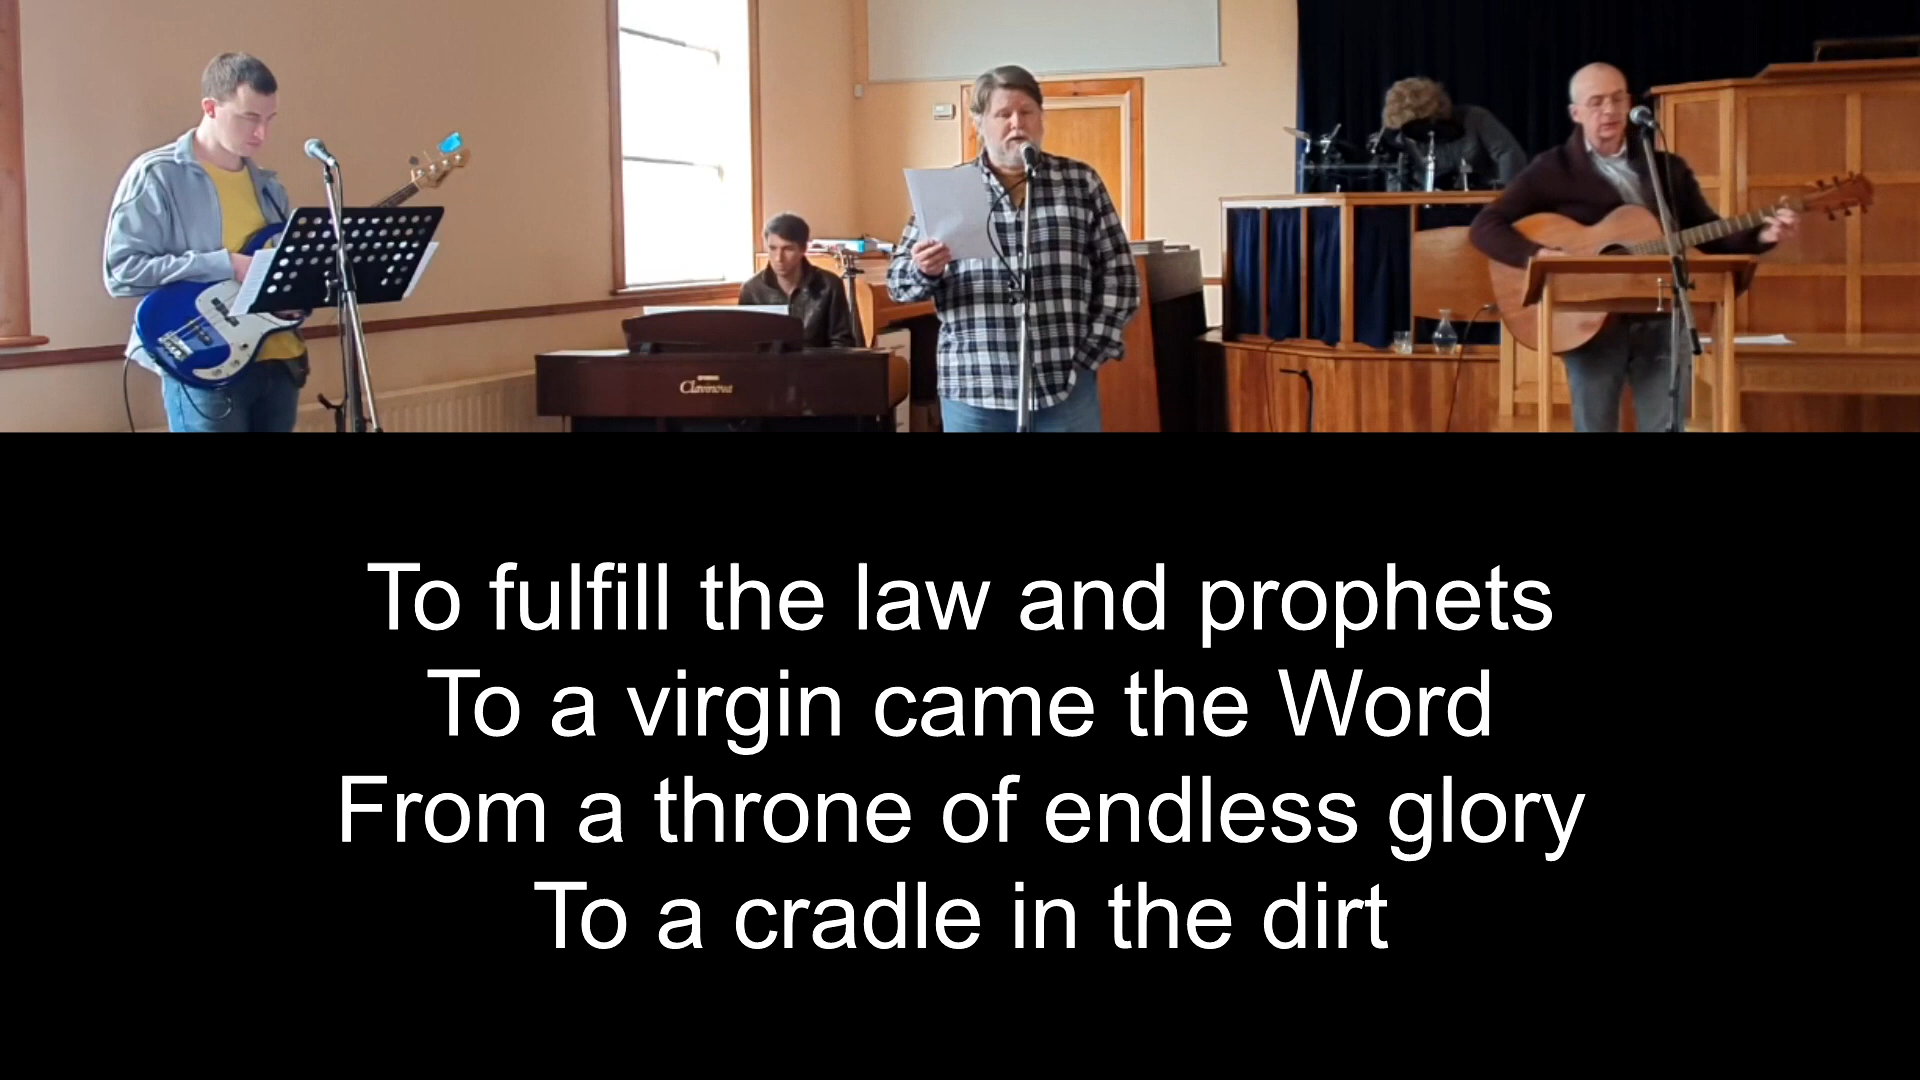 Clavinova
To fulfill the law and prophets
To a virgin came the Word
From a throne of endless glory
To a cradle in the dirt